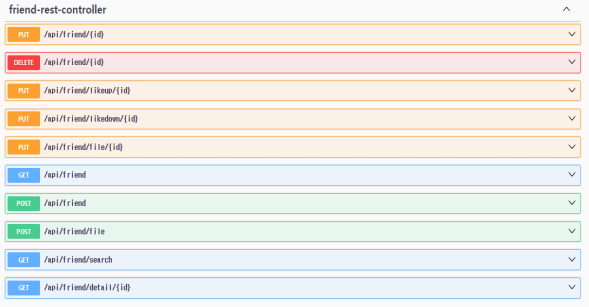 friend-rest-controller
PUT /api/friend/{id}
DELETE /api/friend/{id}
PUT /api/friend/likeup/{id}
PUT /api/friend/likedown/{id}
PUT /api/friend/file/{id}
GET /api/friend
POST /api/friend
POST /api/friend/file
GET /api/friend/search
GET /api/friend/detail/{id}